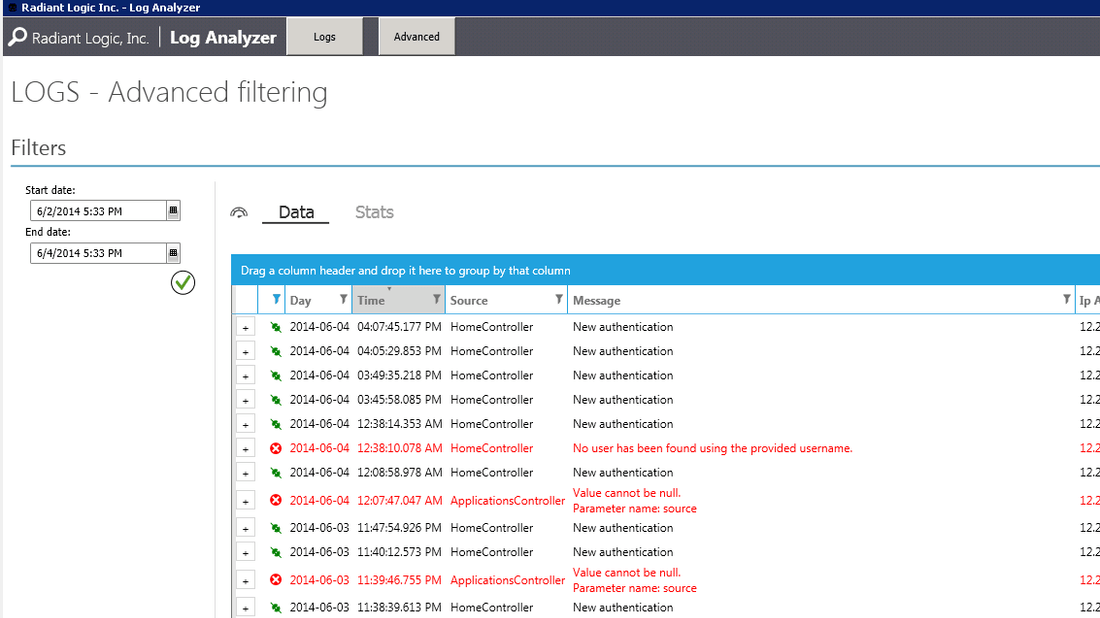 Radiant Logic Inc. - Log Analyzer
Radiant Logic, Inc. | Log Analyzer Logs Advanced
LOGS - Advanced filtering
Filters
Start date:
6/2/2014 5:33 PM
End date:
6/4/2014 5:33 PM
Data Stats
Drag a column header and drop it here to group by that column
Day Time Source Message Ip A
+ 2014-06-04 04:07:45.177 PM HomeController New authentication 12.2
+ 2014-06-04 04:05:29.853 PM HomeController New authentication 12.2
+ 2014-06-04 03:49:35.218 PM HomeController New authentication 12.2
+ 2014-06-04 03:45:58.085 PM HomeController New authentication 12.2
+ 2014-06-04 12:38:14.353 AM HomeController New authentication 12.2
+ 2014-06-04 12:38:10.078 AM HomeController No user has been found using the provided username. 12.2
+ 2014-06-04 12:08:58.978 AM HomeController New authentication 12.2
+ 2014-06-04 12:07:47.047 AM ApplicationsController Value cannot be null. 12.2
Parameter name: source
+ 2014-06-03 11:47:54.926 PM HomeController New authentication 12.2
+ 2014-06-03 11:40:12.573 PM HomeController New authentication 12.2
+ 2014-06-03 11:39:46.755 PM ApplicationsController Value cannot be null. 12.2
Parameter name: source
+ 2014-06-03 11:38:39.613 PM HomeController New authentication 12.2